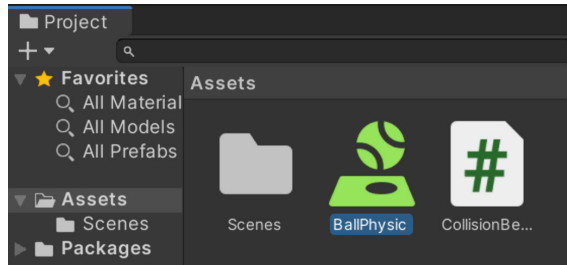 Project
Favorites
All Material
All Models
All Prefabs
Assets
Scenes
Packages
Assets
Scenes
BallPhysic
#
CollisionBe...